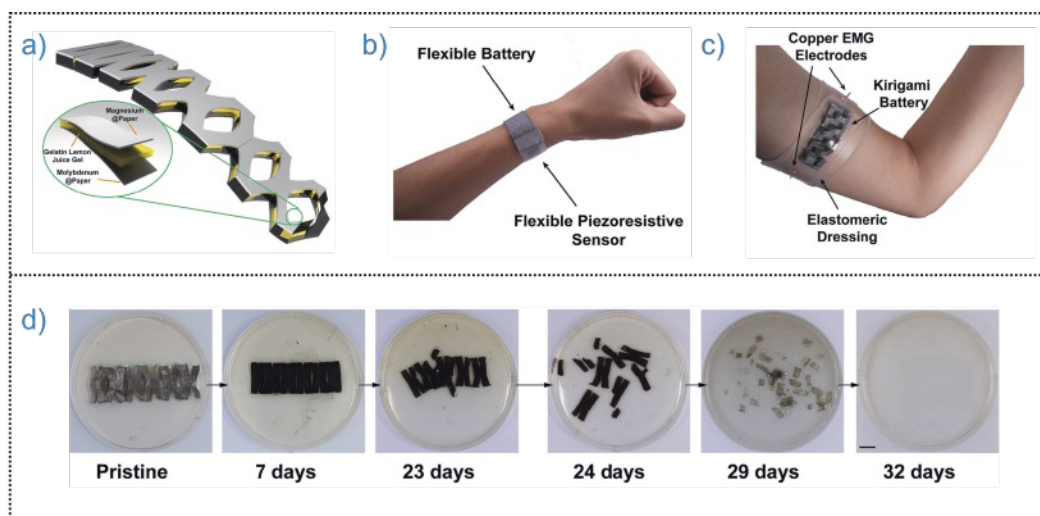 a)
Magnesium
@Paper
Gelatin Lemon
Juice Gel
Molybdenum
@Paper
b)
Flexible Battery
Flexible Piezoresistive
Sensor
c)
Copper EMG
Electrodes
Kirigami
Battery
Elastomeric
Dressing
d)
Pristine
7 days
23 days
24 days
29 days
32 days